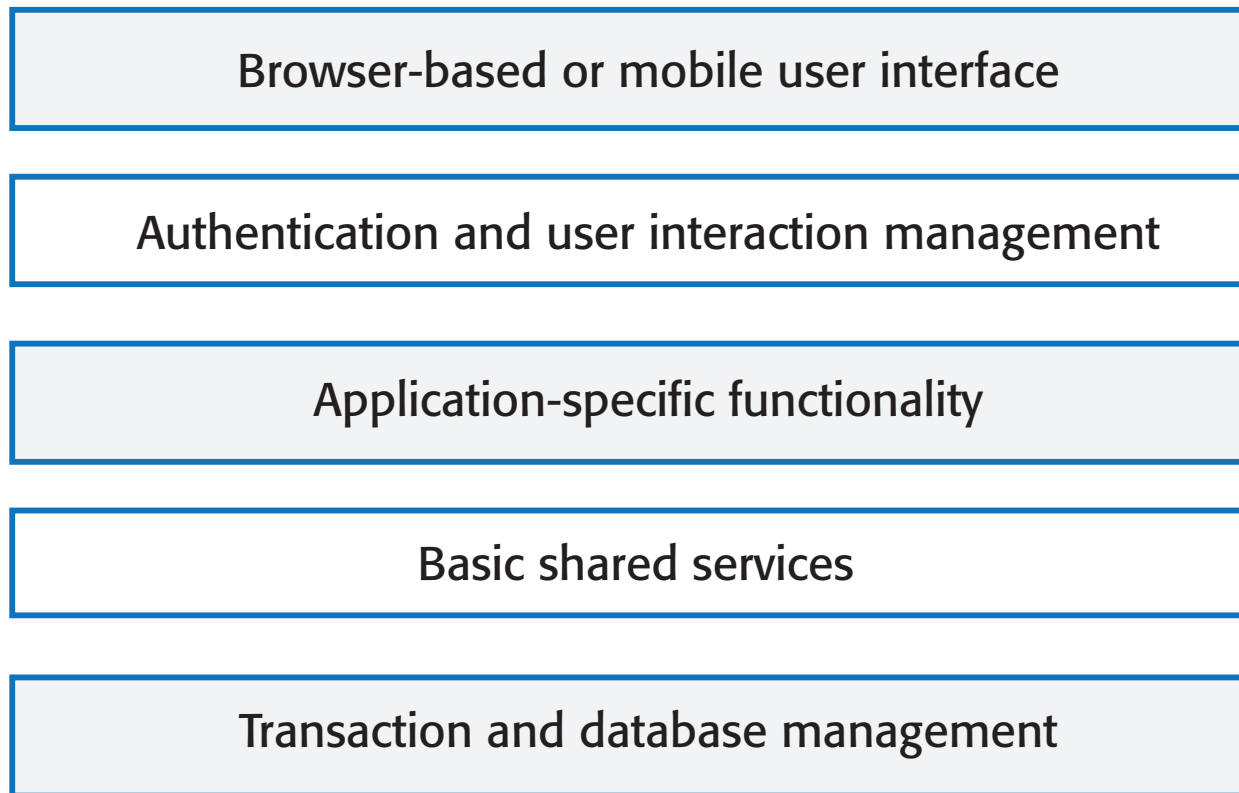 Browser-based or mobile user interface
Authentication and user interaction management
Application-specific functionality
Basic shared services
Transaction and database management